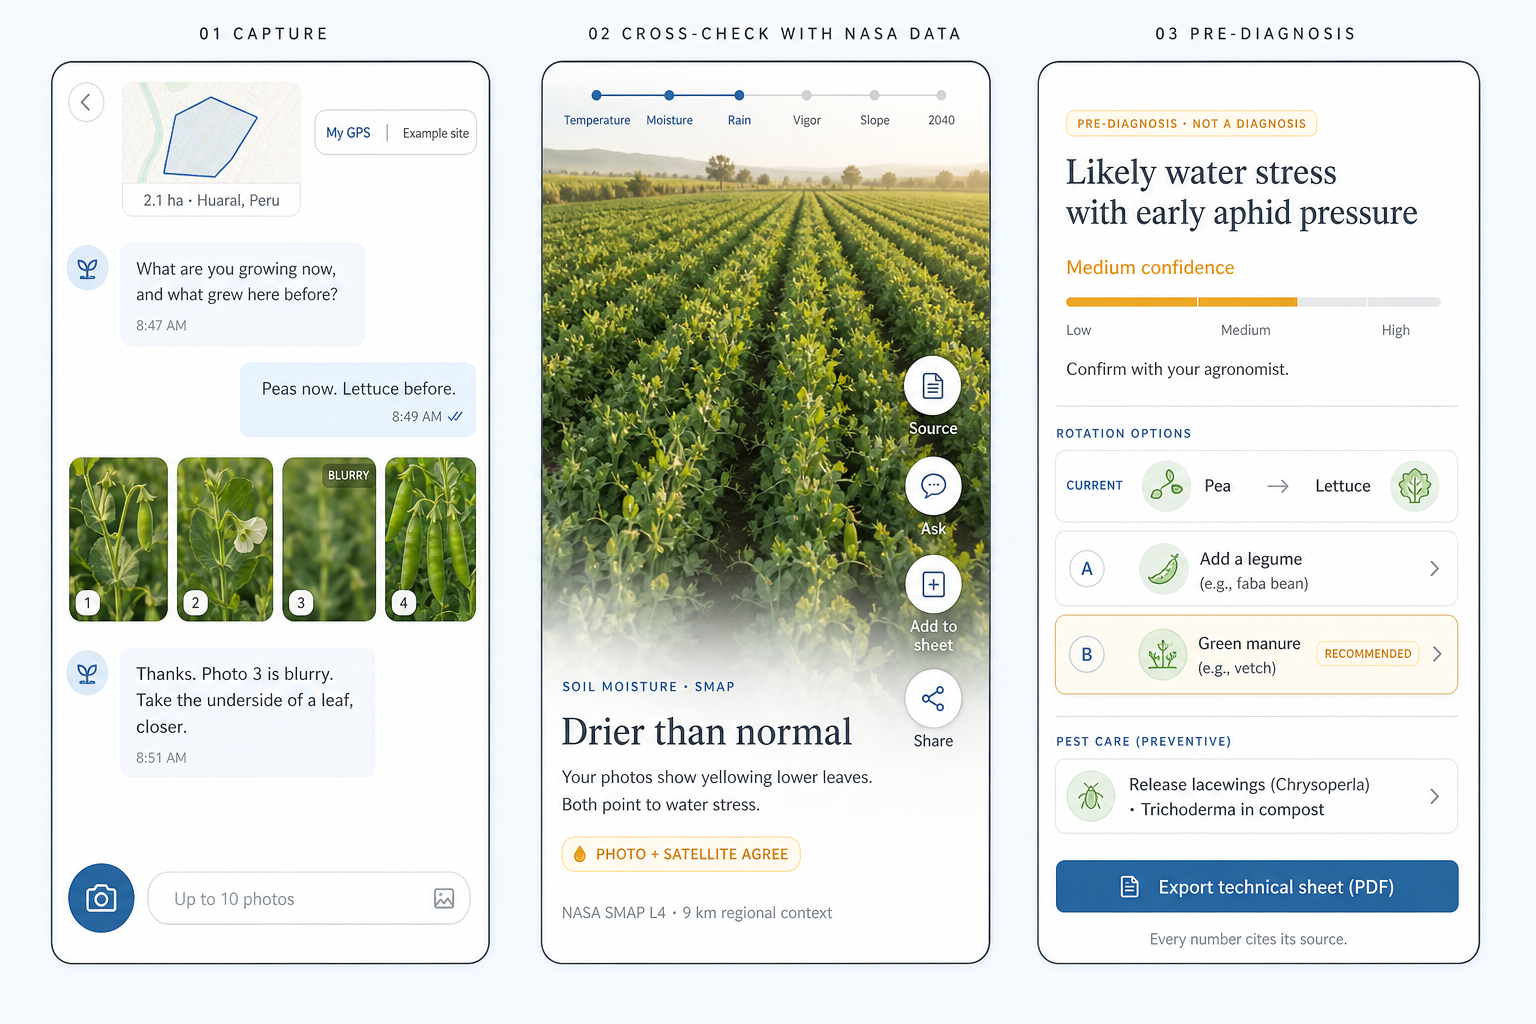 01 CAPTURE
My GPS | Example site
2.1 ha • Huaral, Peru
What are you growing now,
and what grew here before?
8:47 AM
Peas now. Lettuce before.
8:49 AM
BLURRY
1
2
3
4
Thanks. Photo 3 is blurry.
Take the underside of a leaf,
closer.
8:51 AM
Up to 10 photos
02 CROSS-CHECK WITH NASA DATA
Temperature Moisture Rain Vigor Slope 2040
Source
Ask
Add to
sheet
Share
SOIL MOISTURE • SMAP
Drier than normal
Your photos show yellowing lower leaves.
Both point to water stress.
PHOTO + SATELLITE AGREE
NASA SMAP L4 • 9 km regional context
03 PRE-DIAGNOSIS
PRE-DIAGNOSIS • NOT A DIAGNOSIS
Likely water stress
with early aphid pressure
Medium confidence
Low Medium High
Confirm with your agronomist.
ROTATION OPTIONS
CURRENT Pea → Lettuce
A
Add a legume
(e.g., faba bean)
B
Green manure
(e.g., vetch)
RECOMMENDED
PEST CARE (PREVENTIVE)
Release lacewings (Chrysoperla)
• Trichoderma in compost
Export technical sheet (PDF)
Every number cites its source.